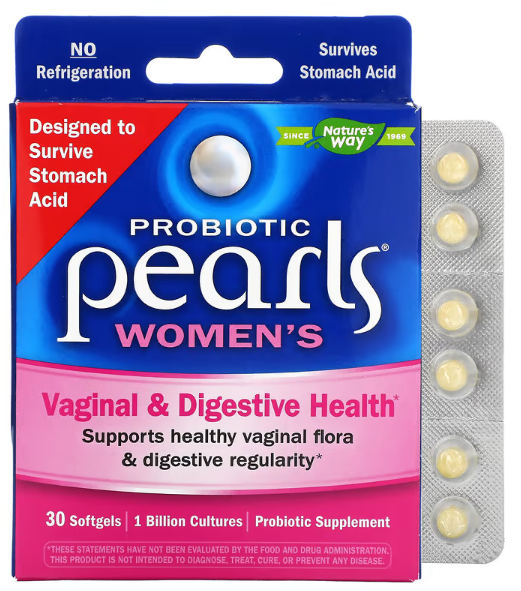 NO
Refrigeration
Survives
Stomach Acid
Designed to
Survive
Stomach
Acid
SINCE Nature's Way 1969
PROBIOTIC
pearls®
WOMEN'S
Vaginal & Digestive Health*
Supports healthy vaginal flora
& digestive regularity*
30 Softgels | 1 Billion Cultures | Probiotic Supplement
*THESE STATEMENTS HAVE NOT BEEN EVALUATED BY THE FOOD AND DRUG ADMINISTRATION.
THIS PRODUCT IS NOT INTENDED TO DIAGNOSE, TREAT, CURE, OR PREVENT ANY DISEASE.